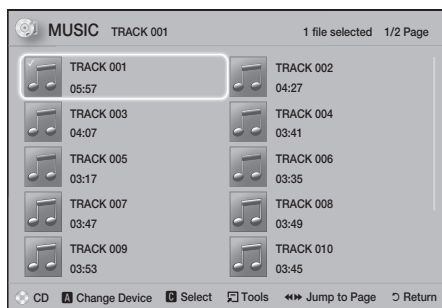 MUSIC TRACK 001 1 file selected 1/2 Page
TRACK 001
05:57
TRACK 002
04:27
TRACK 003
04:07
TRACK 004
03:41
TRACK 005
03:17
TRACK 006
03:35
TRACK 007
03:47
TRACK 008
03:49
TRACK 009
03:53
TRACK 010
03:45
CD A Change Device C Select Tools Jump to Page Return